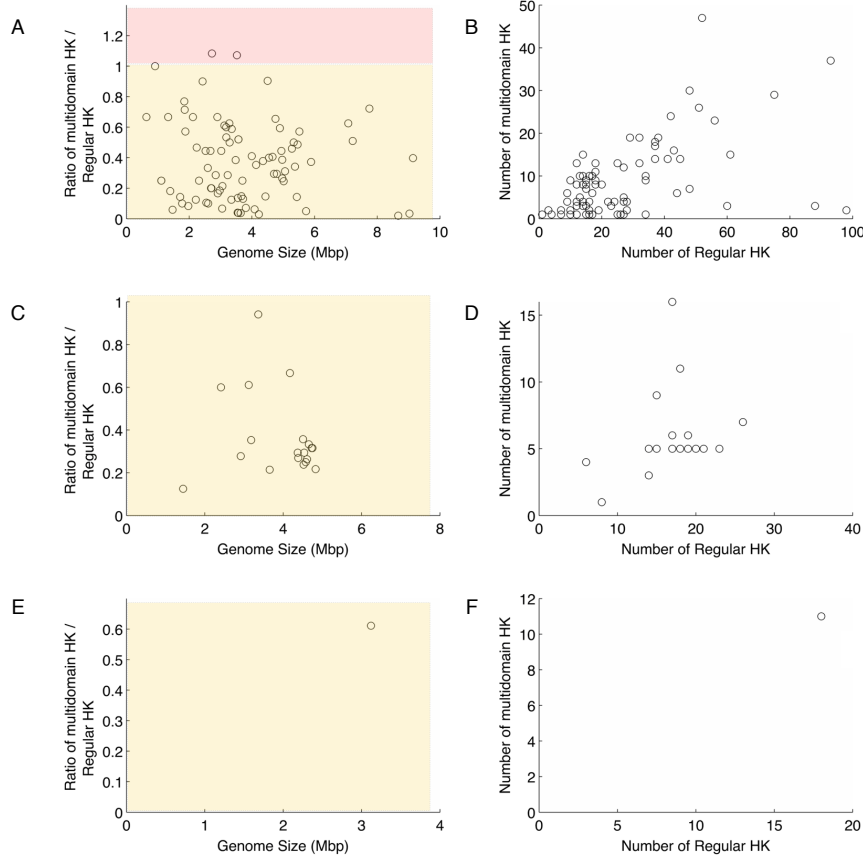 A
1.2
1
0.8
0.6
0.4
0.2
0
Ratio of multidomain HK /
Regular HK
0 2 4 6 8 10
Genome Size (Mbp)
B
50
40
30
20
10
0
Number of multidomain HK
0 20 40 60 80 100
Number of Regular HK
C
1
0.8
0.6
0.4
0.2
0
Ratio of multidomain HK /
Regular HK
0 2 4 6 8
Genome Size (Mbp)
D
15
10
5
0
Number of multidomain HK
0 10 20 30 40
Number of Regular HK
E
0.6
0.5
0.4
0.3
0.2
0.1
0
Ratio of multidomain HK /
Regular HK
0 1 2 3 4
Genome Size (Mbp)
F
12
10
8
6
4
2
0
Number of multidomain HK
0 5 10 15 20
Number of Regular HK